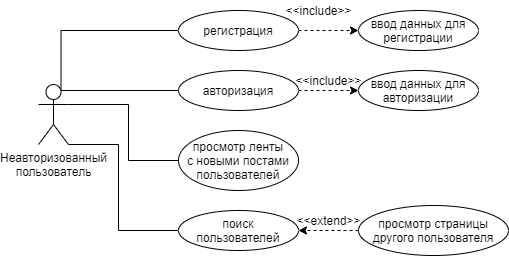 <<include>>
регистрация
ввод данных для
регистрации
<<include>>
авторизация
ввод данных для
авторизации
Неавторизованный
пользователь
просмотр ленты
с новыми постами
пользователей
<<extend>>
поиск
пользователей
просмотр страницы
другого пользователя